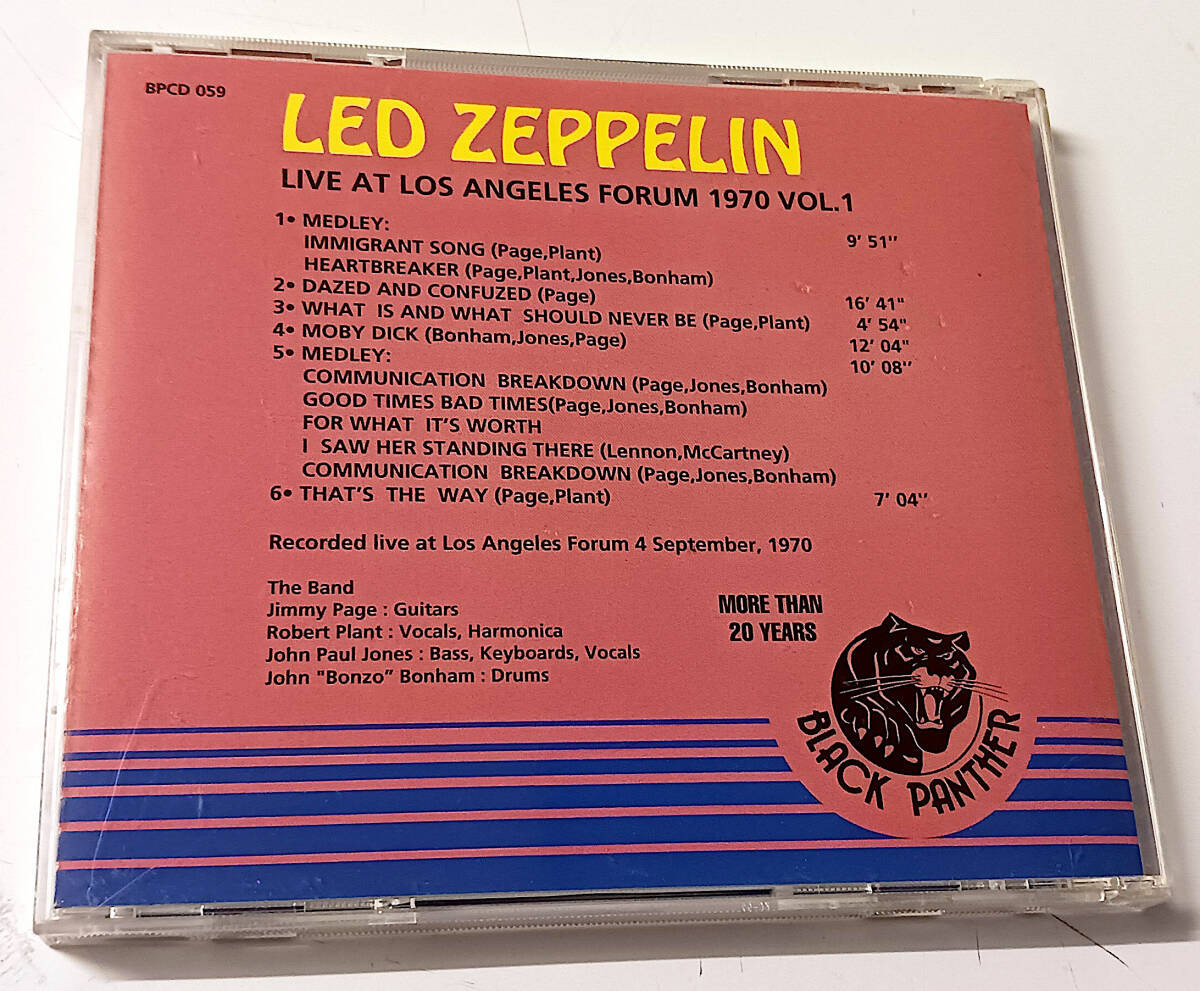 BPCD 059
LED ZEPPELIN
LIVE AT LOS ANGELES FORUM 1970 VOL.1
1• MEDLEY: 9' 51''
IMMIGRANT SONG (Page,Plant)
HEARTBREAKER (Page,Plant,Jones,Bonham)
2• DAZED AND CONFUZED (Page) 16' 41"
3• WHAT IS AND WHAT SHOULD NEVER BE (Page,Plant) 4' 54"
4• MOBY DICK (Bonham,Jones,Page) 12' 04"
5• MEDLEY: 10' 08''
COMMUNICATION BREAKDOWN (Page,Jones,Bonham)
GOOD TIMES BAD TIMES(Page,Jones,Bonham)
FOR WHAT IT'S WORTH
I SAW HER STANDING THERE (Lennon,McCartney)
COMMUNICATION BREAKDOWN (Page,Jones,Bonham)
6• THAT'S THE WAY (Page,Plant) 7' 04''
Recorded live at Los Angeles Forum 4 September, 1970
The Band
Jimmy Page : Guitars
Robert Plant : Vocals, Harmonica
John Paul Jones : Bass, Keyboards, Vocals
John "Bonzo" Bonham : Drums
MORE THAN
20 YEARS
BLACK PANTHER